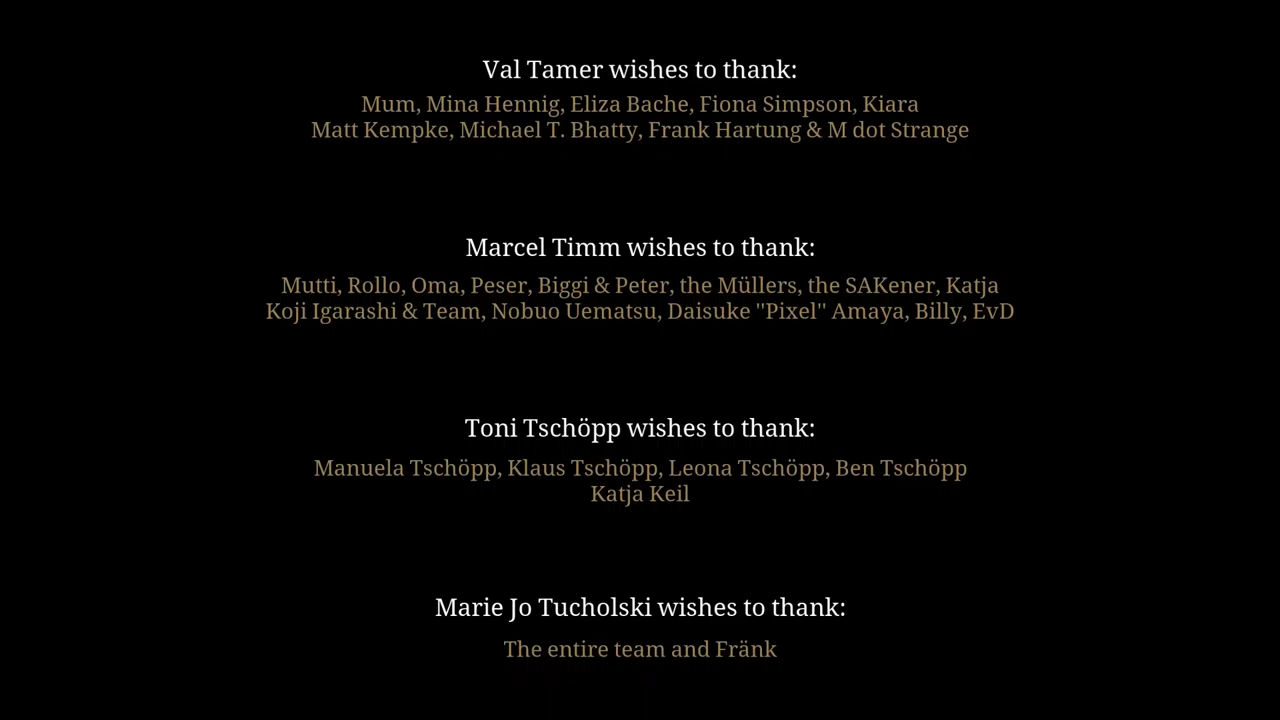 Val Tamer wishes to thank:
Mum, Mina Hennig, Eliza Bache, Fiona Simpson, Kiara
Matt Kempke, Michael T. Bhatty, Frank Hartung & M dot Strange
Marcel Timm wishes to thank:
Mutti, Rollo, Oma, Peser, Biggi & Peter, the Müllers, the SAKener, Katja
Koji Igarashi & Team, Nobuo Uematsu, Daisuke "Pixel" Amaya, Billy, EvD
Toni Tschöpp wishes to thank:
Manuela Tschöpp, Klaus Tschöpp, Leona Tschöpp, Ben Tschöpp
Katja Keil
Marie Jo Tucholski wishes to thank:
The entire team and Fränk